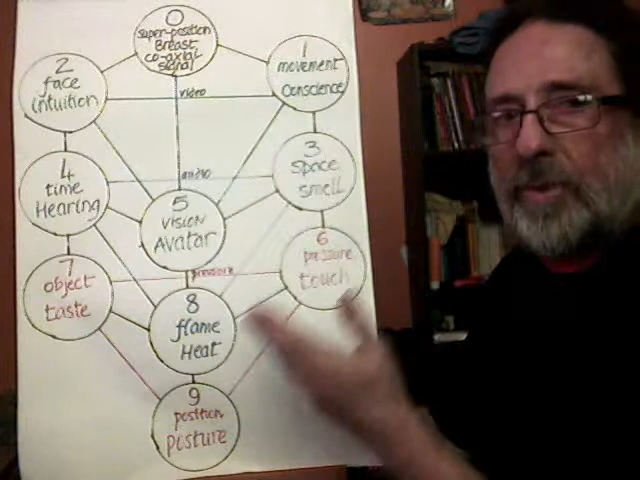 0
super-position
Breast
co-axial
signal
1
movement
conscience
2
face
intuition
video
3
space
smell
4
time
Hearing
audio
5
VISION
AVATAR
6
pressure
touch
7
object
taste
pressure
8
flame
Heat
9
position
posture